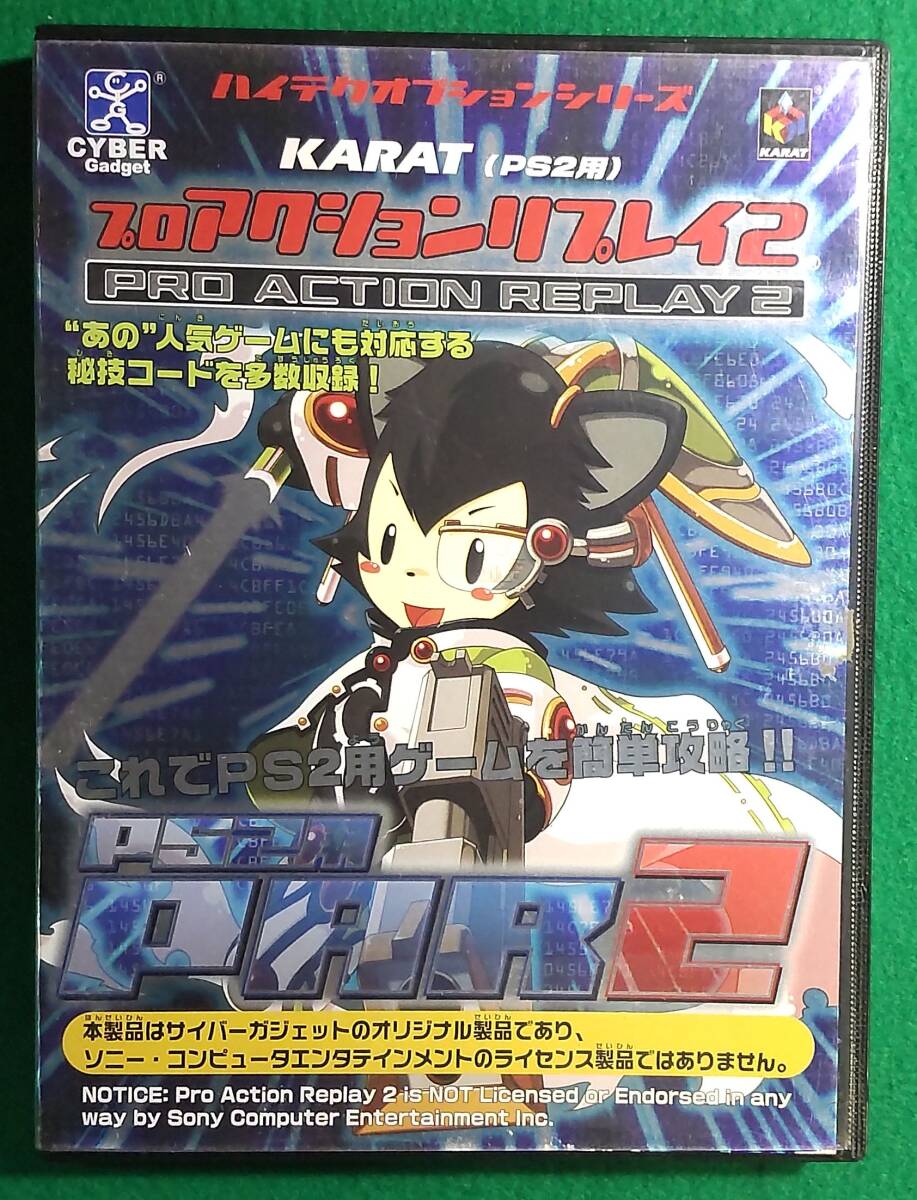 ハイテクオプションシリーズ
CYBER
Gadget
®
KARAT (PS2用)
KARAT
プロアクションリプレイ2
PRO ACTION REPLAY 2
"あの"人気ゲームにも対応する
秘技コードを多数収録!
これでPS2用ゲームを簡単攻略!!
PS2M
PAR2
本製品はサイバーガジェットのオリジナル製品であり、
ソニー・コンピュータエンタテインメントのライセンス製品ではありません。
NOTICE: Pro Action Replay 2 is NOT Licensed or Endorsed in any
way by Sony Computer Entertainment Inc.